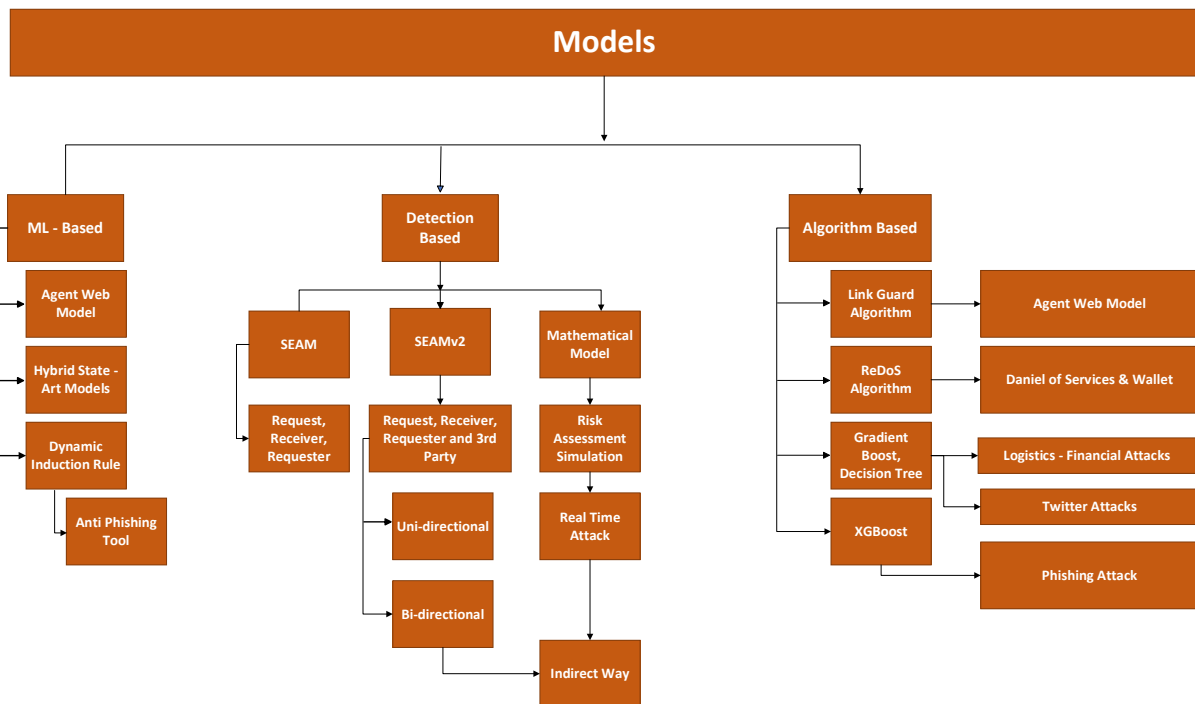 Models
ML - Based
Agent Web
Model
Hybrid State -
Art Models
Dynamic
Induction Rule
Anti Phishing
Tool
Detection
Based
SEAM
Request,
Receiver,
Requester
SEAMv2
Request, Receiver,
Requester and 3rd
Party
Uni-directional
Bi-directional
Mathematical
Model
Risk
Assessment
Simulation
Real Time
Attack
Indirect Way
Algorithm Based
Link Guard
Algorithm
Agent Web Model
ReDoS
Algorithm
Daniel of Services & Wallet
Gradient
Boost,
Decision Tree
Logistics - Financial Attacks
Twitter Attacks
XGBoost
Phishing Attack